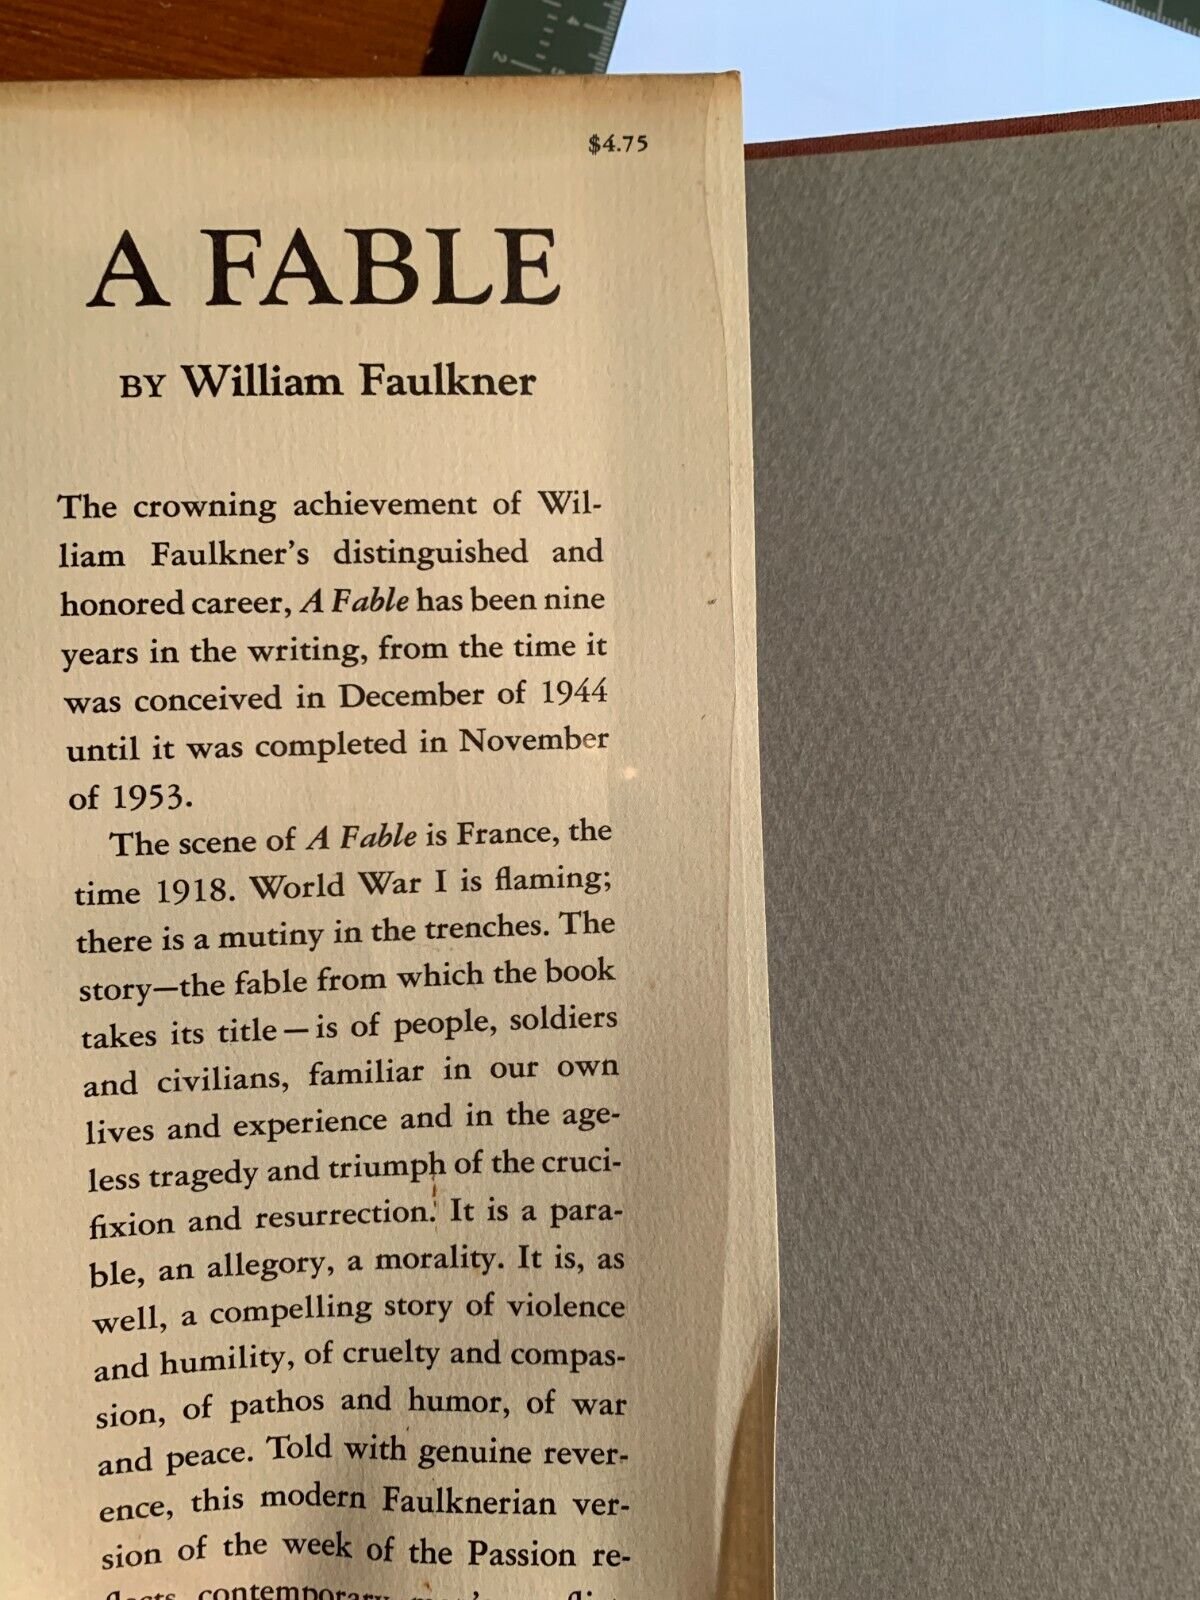 $4.75
A FABLE
BY William Faulkner
The crowning achievement of Wil-
liam Faulkner's distinguished and
honored career, A Fable has been nine
years in the writing, from the time it
was conceived in December of 1944
until it was completed in November
of 1953.
The scene of A Fable is France, the
time 1918. World War I is flaming;
there is a mutiny in the trenches. The
story—the fable from which the book
takes its title—is of people, soldiers
and civilians, familiar in our own
lives and experience and in the age-
less tragedy and triumph of the cruci-
fixion and resurrection. It is a para-
ble, an allegory, a morality. It is, as
well, a compelling story of violence
and humility, of cruelty and compas-
sion, of pathos and humor, of war
and peace. Told with genuine rever-
ence, this modern Faulknerian ver-
sion of the week of the Passion re-
contemporary